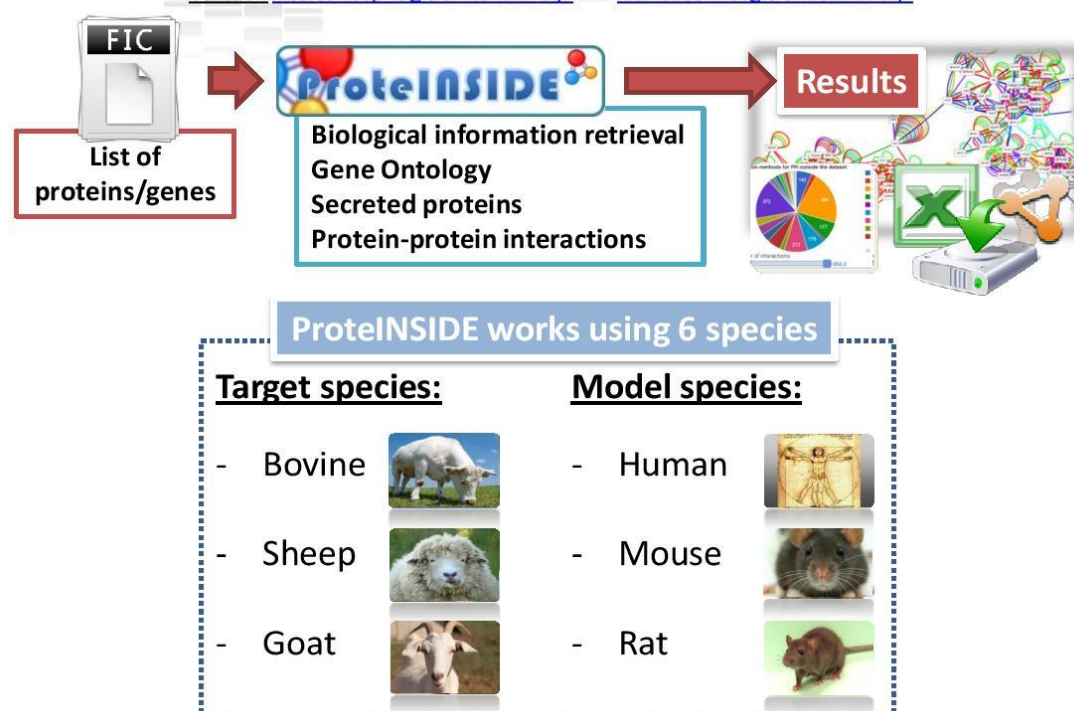 FIC
List of
proteins/genes
ProteINSIDE
Biological information retrieval
Gene Ontology
Secreted proteins
Protein-protein interactions
Results
ProteINSIDE works using 6 species
Target species:
- Bovine
- Sheep
- Goat
Model species:
- Human
- Mouse
- Rat